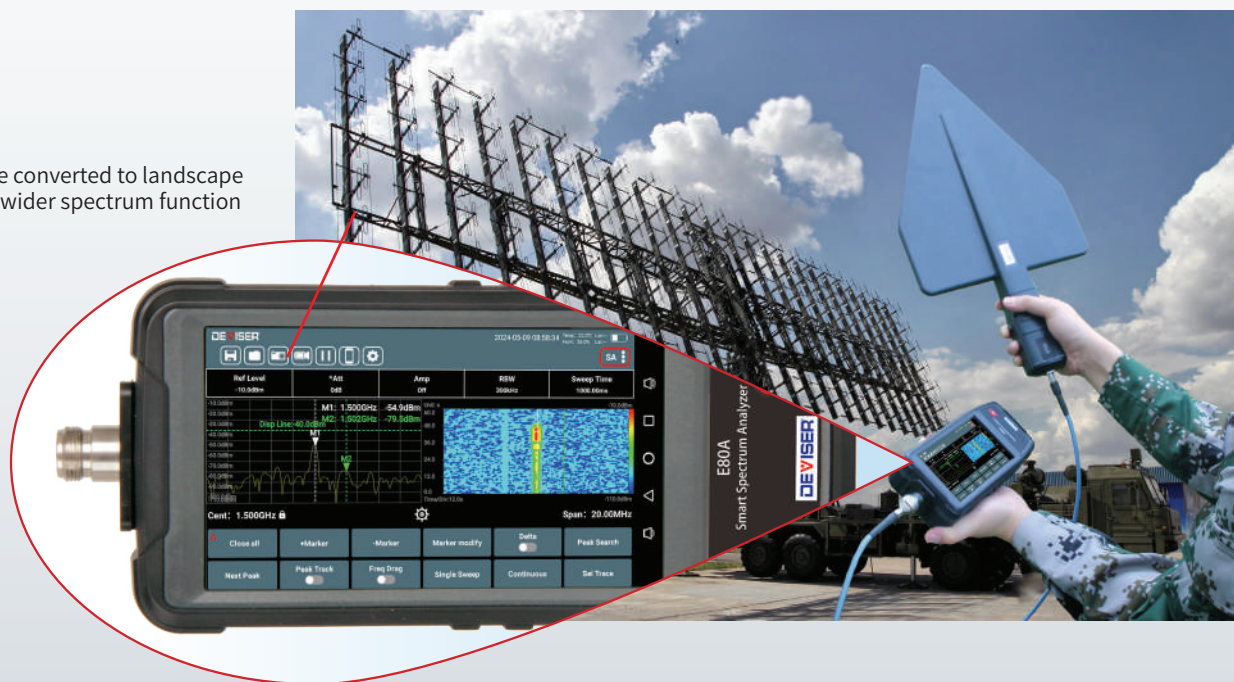 e converted to landscape
wider spectrum function
DEVISER
2024-05-09 08:58:34
SA
Ref Level
-10.0dBm
*Att
0dB
Amp
Off
RBW
300kHz
Sweep Time
1000.00ms
M1: 1.500GHz -54.9dBm
M2: 1.502GHz -79.5dBm
Disp Line:-40.0dBm
M1
M2
Cent: 1.500GHz
Span: 20.00MHz
Close all
+Marker
-Marker
Marker modify
Delta
Peak Search
Next Peak
Peak Track
Freq Drag
Single Sweep
Continuous
Sel Trace
E80A
Smart Spectrum Analyzer
DEVISER